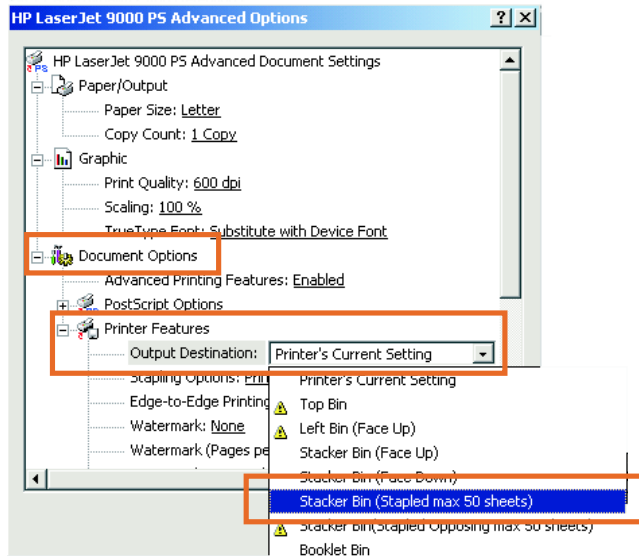 HP LaserJet 9000 PS Advanced Options
HP LaserJet 9000 PS Advanced Document Settings
Paper/Output
Paper Size: Letter
Copy Count: 1 Copy
Graphic
Print Quality: 600 dpi
Scaling: 100 %
TrueType Font: Substitute with Device Font
Document Options
Advanced Printing Features: Enabled
PostScript Options
Printer Features
Output Destination: Printer's Current Setting
Stapling Options:
Printer's Current Setting
Edge-to-Edge Printing
Top Bin
Watermark: None
Left Bin (Face Up)
Watermark (Pages
Stacker Bin (Face Up)
Stacker Bin (Face Down)
Stacker Bin (Stapled max 50 sheets)
Stacker Bin(Stapled Opposing max 50 sheets)
Booklet Bin